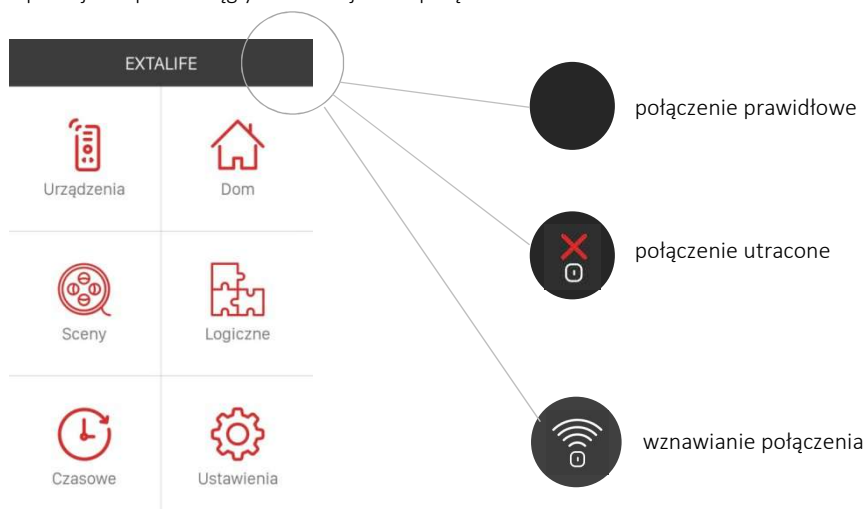 EXTALIFE
Urządzenia
Dom
Sceny
Logiczne
Czasowe
Ustawienia
połączenie prawidłowe
połączenie utracone
wznawianie połączenia